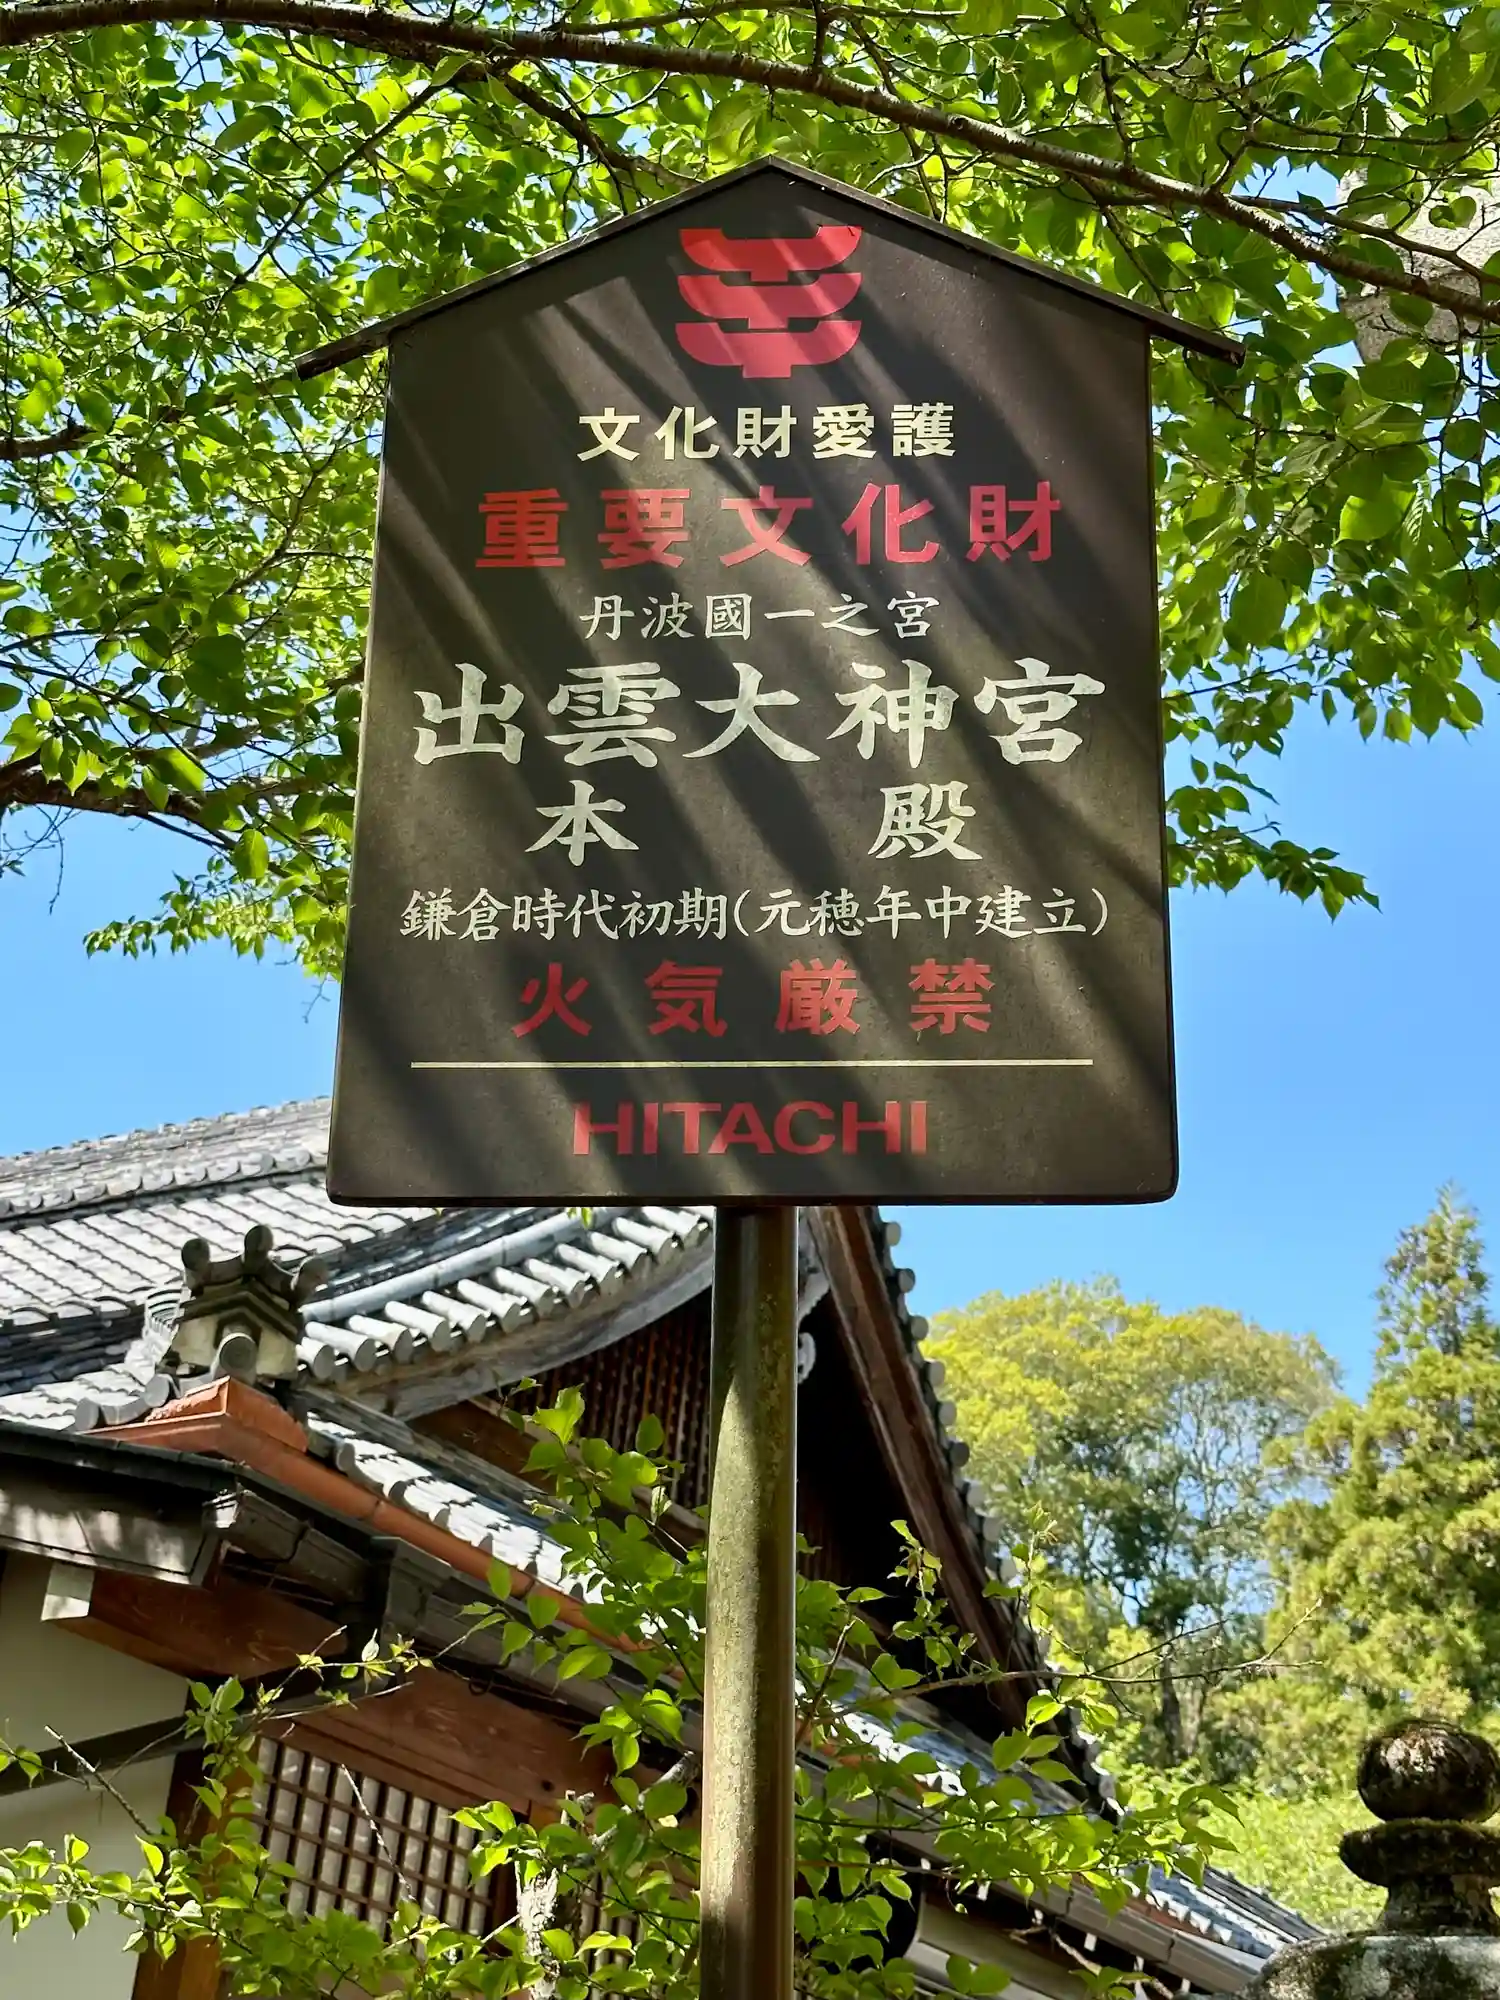 文化財愛護
重要文化財
丹波國一之宮
出雲大神宮
本殿
鎌倉時代初期(元穂年中建立)
火気厳禁
HITACHI